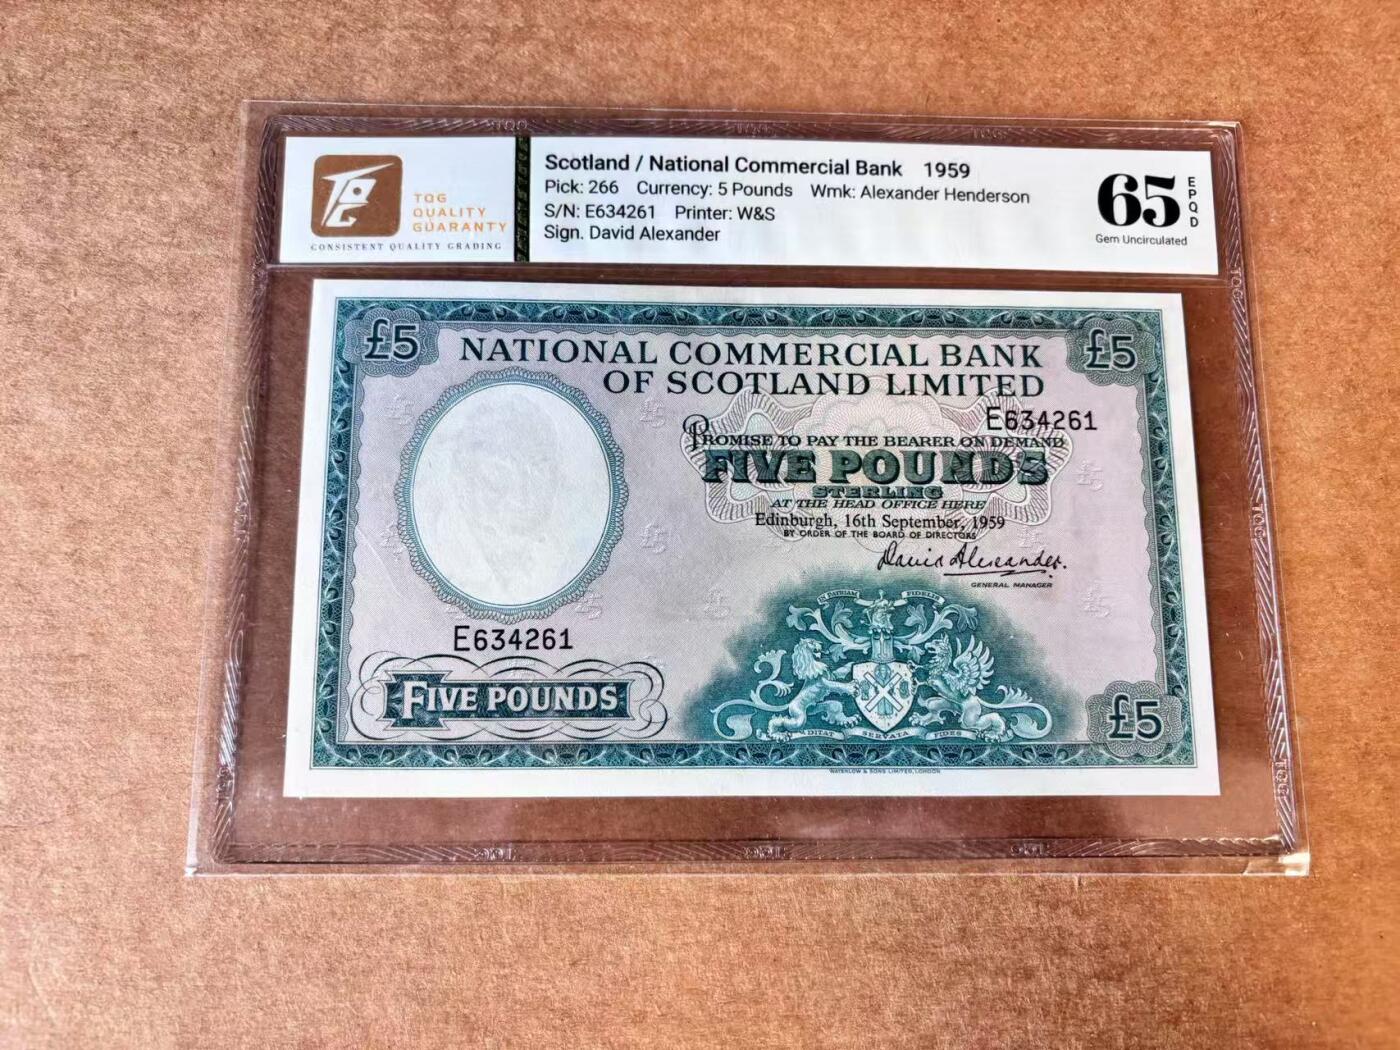 TQG
QUALITY
GUARANTY
CONSISTENT QUALITY GRADING
Scotland / National Commercial Bank 1959
Pick: 266 Currency: 5 Pounds Wmk: Alexander Henderson
S/N: E634261 Printer: W&S
Sign. David Alexander
65
EPQD
Gem Uncirculated
£5
£5
NATIONAL COMMERCIAL BANK
OF SCOTLAND LIMITED
E634261
PROMISE TO PAY THE BEARER ON DEMAND
FIVE POUNDS
STERLING
AT THE HEAD OFFICE HERE
Edinburgh, 16th September, 1959
BY ORDER OF THE BOARD OF DIRECTORS
David Alexander.
GENERAL MANAGER
E634261
FIVE POUNDS
IN PATRIAM FIDELIS
DITAT SERVATA FIDES
£5
WATERLOW & SONS LIMITED, LONDON